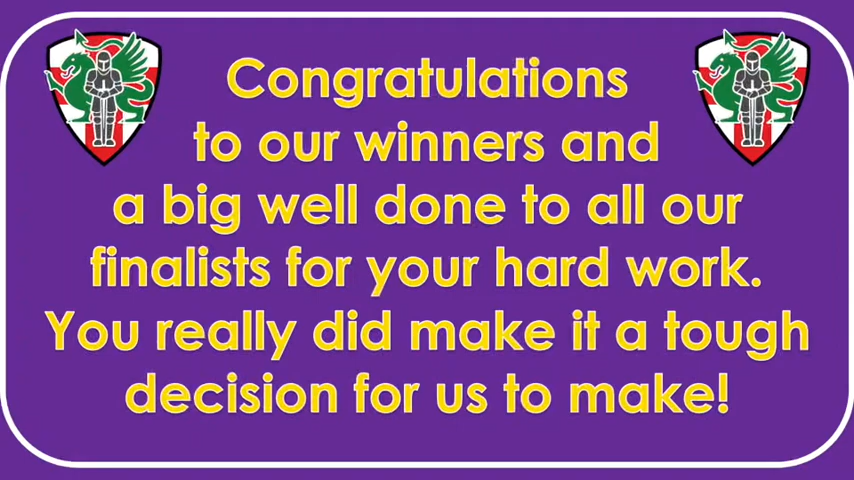 Congratulations
to our winners and
a big well done to all our
finalists for your hard work.
You really did make it a tough
decision for us to make!